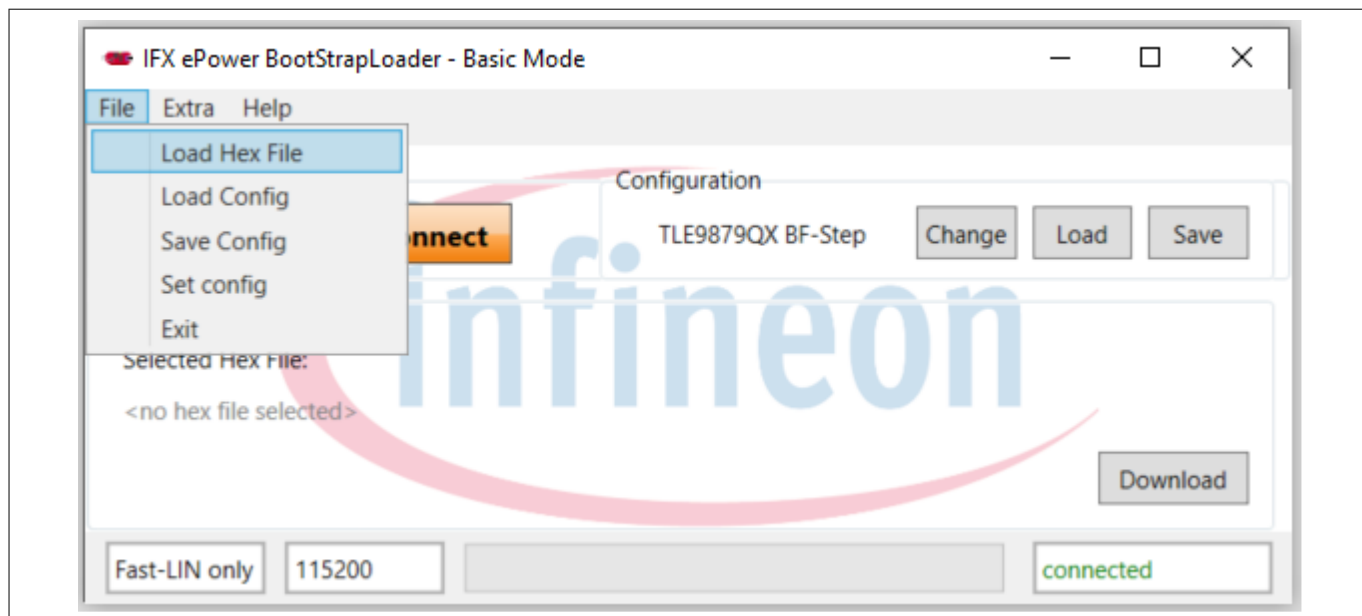 IFX ePower BootStrapLoader - Basic Mode
File Extra Help
Load Hex File
Load Config
Save Config
Set config
Exit
Configuration
TLE9879QX BF-Step Change Load Save
infineon
Selected Hex File:
<no hex file selected>
Download
Fast-LIN only 115200 connected